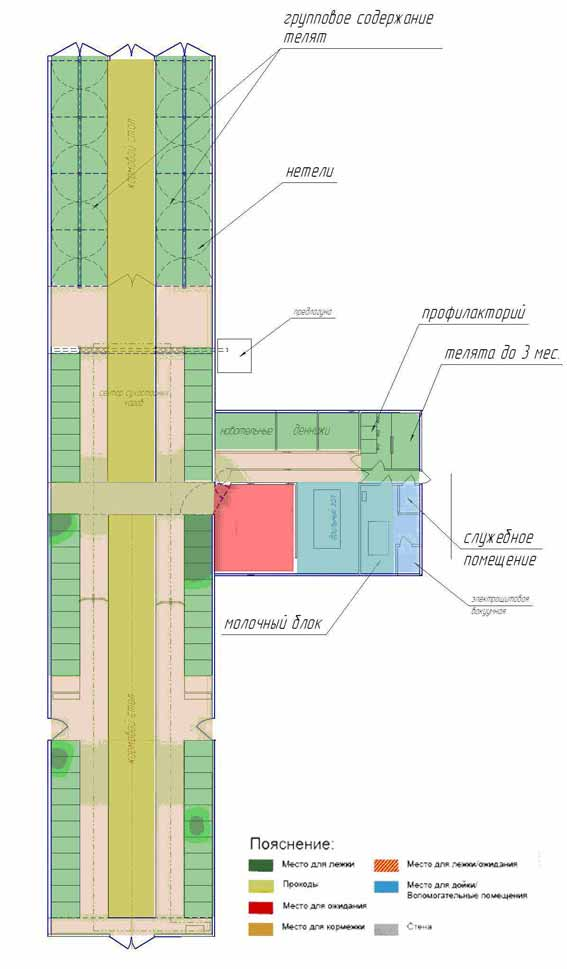 групповое содержание
телят
кормовой стол
нетели
предлагуна
профилакторий
телята до 3 мес.
сектор сухостойных
коров
новотельные
денники
доильный зал
служебное
помещение
электрощитовая
вакуумная
молочный блок
кормовой стол
Пояснение:
Место для лежки
Проходы
Место для ожидания
Место для кормежки
Место для лежки/ожидания
Место для дойки/
Вспомогательные помещения
Стена